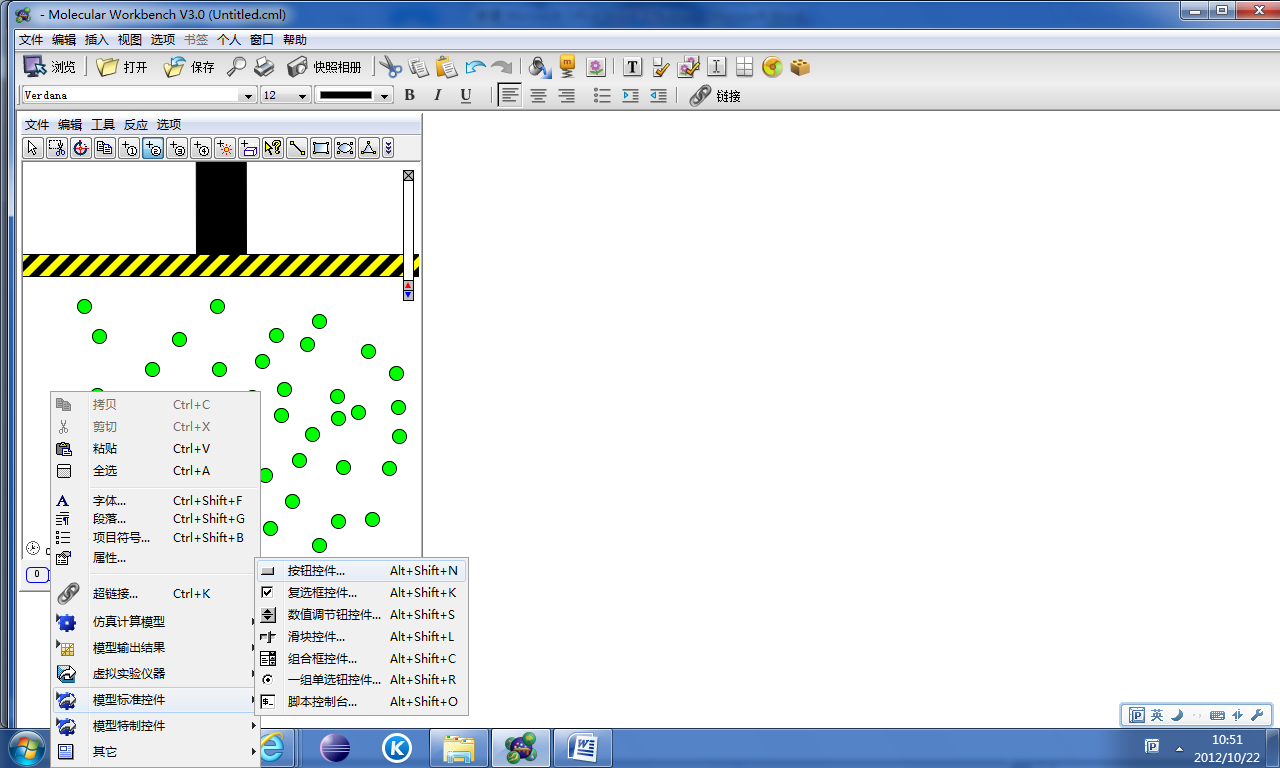 - Molecular Workbench V3.0 (Untitled.cml)
文件 编辑 插入 视图 选项 书签 个人 窗口 帮助
浏览 打开 保存 快照相册
Verdana 12 B I U 链接
文件 编辑 工具 反应 选项
拷贝 Ctrl+C
剪切 Ctrl+X
粘贴 Ctrl+V
全选 Ctrl+A
字体... Ctrl+Shift+F
段落... Ctrl+Shift+G
项目符号... Ctrl+Shift+B
属性...
超链接... Ctrl+K
仿真计算模型
模型输出结果
虚拟实验仪器
模型标准控件
模型特制控件
其它
按钮控件... Alt+Shift+N
复选框控件... Alt+Shift+K
数值调节钮控件... Alt+Shift+S
滑块控件... Alt+Shift+L
组合框控件... Alt+Shift+C
一组单选钮控件... Alt+Shift+R
脚本控制台... Alt+Shift+O
0
英
10:51
2012/10/22